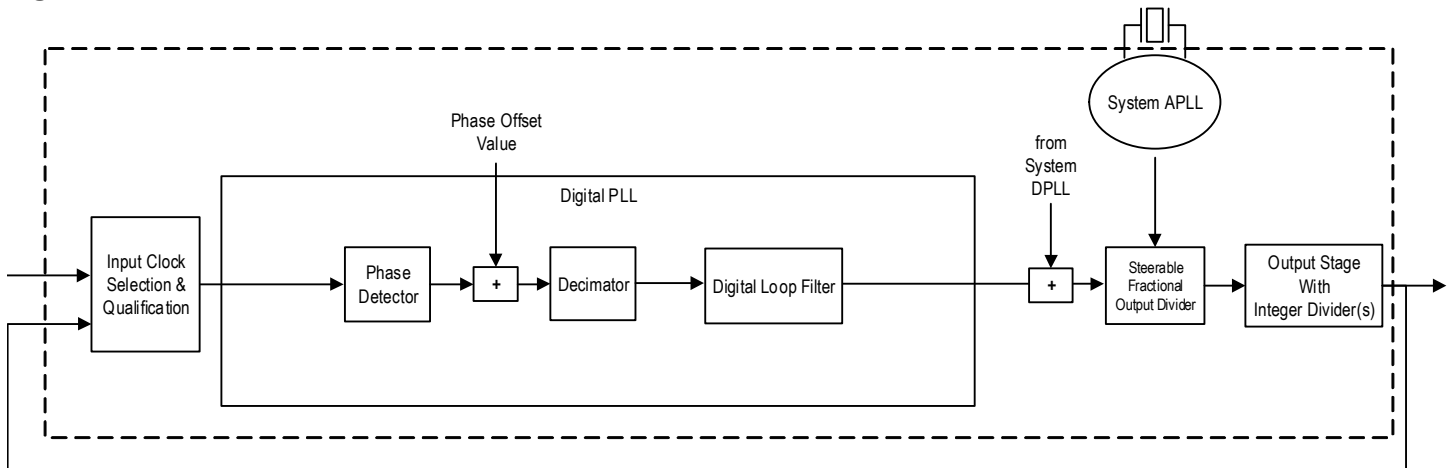 System APLL
Phase Offset
Value
from
System
DPLL
Digital PLL
Input Clock
Selection &
Qualification
Phase
Detector
+
Decimator
Digital Loop Filter
+
Steerable
Fractional
Output Divider
Output Stage
With
Integer Divider(s)